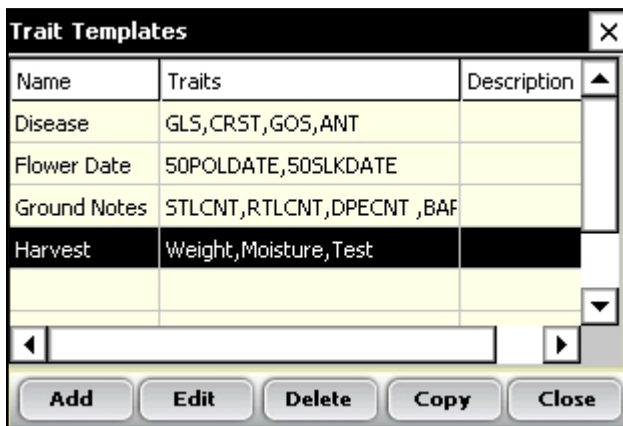 Trait Templates
Name Traits Description
Disease GLS,CRST,GOS,ANT
Flower Date 50POLDATE,50SLKDATE
Ground Notes STLCNT,RTLCNT,DPECNT ,BAR
Harvest Weight,Moisture,Test
Add Edit Delete Copy Close